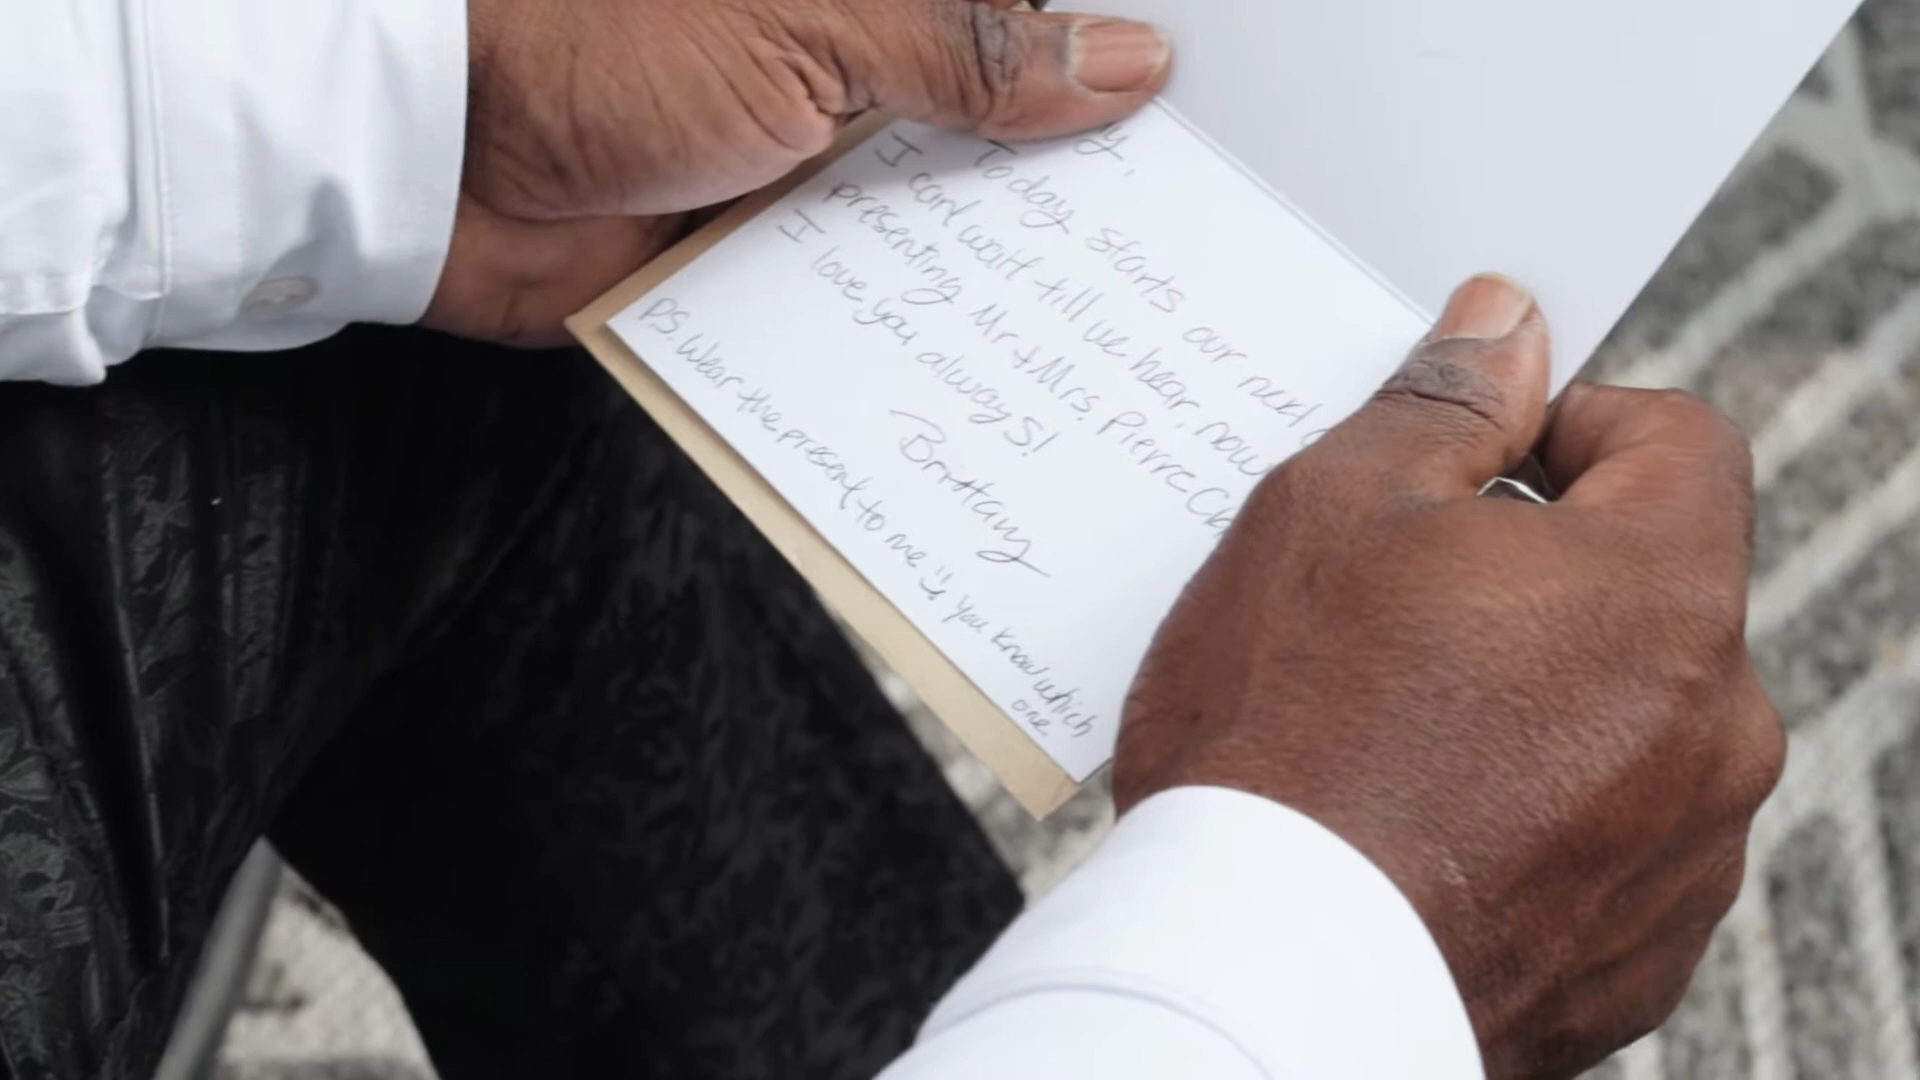 Today starts our next
I cant wait till we hear, now
presenting Mr & Mrs. Pierre
I love you always!
Brittany
P.S. Wear the present to me :) you know which
one.